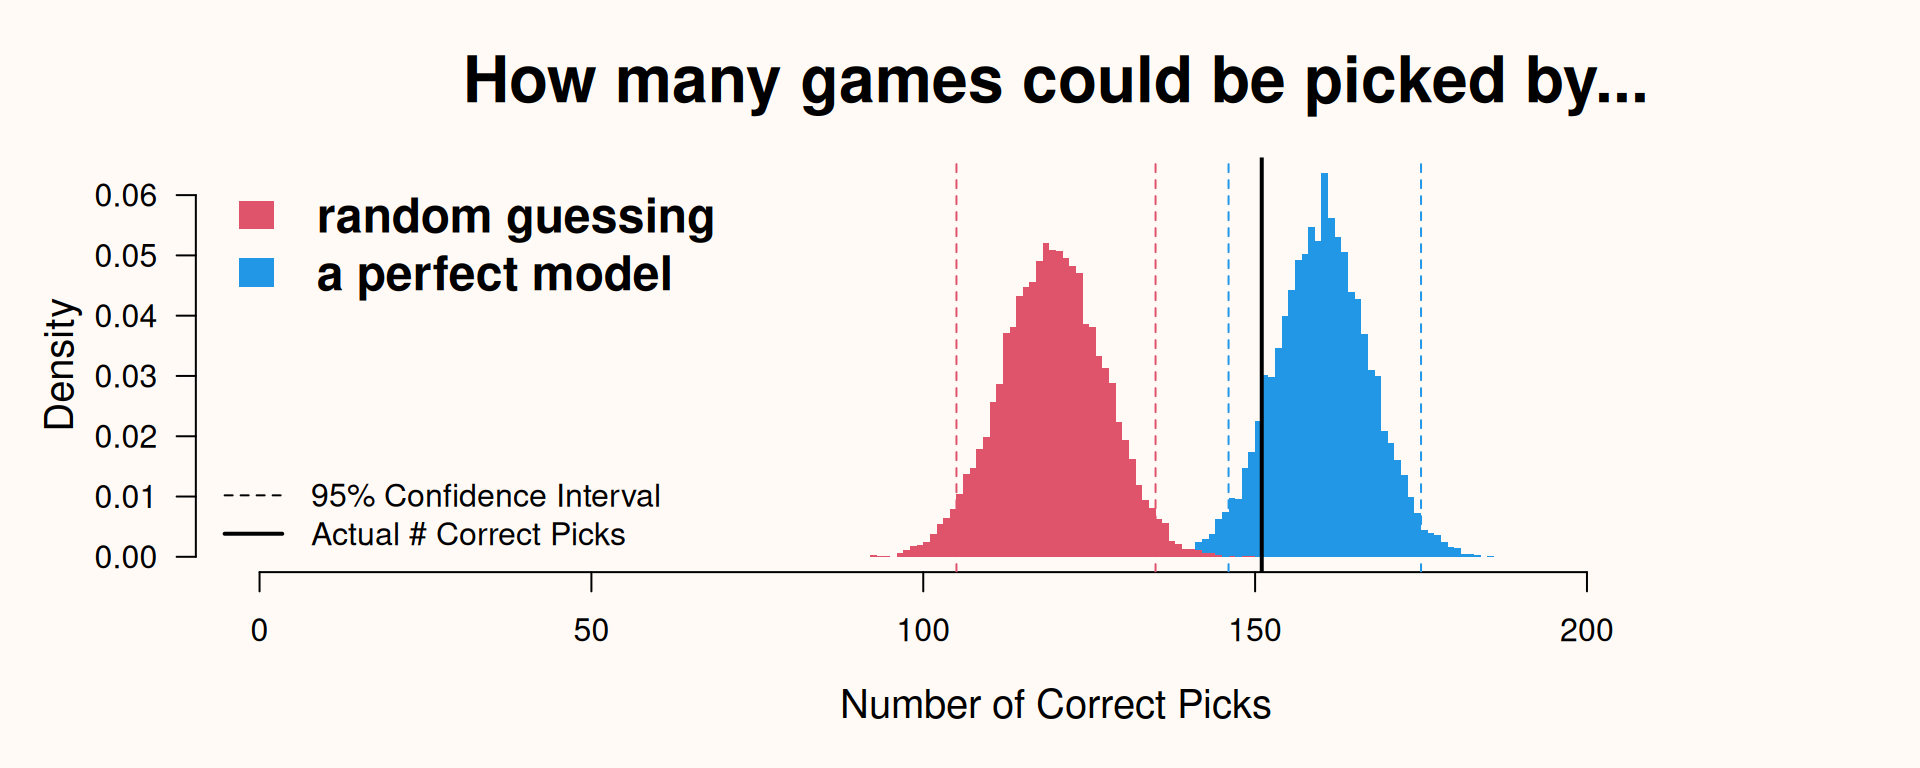 How many games could be picked by...
random guessing
a perfect model
95% Confidence Interval
Actual # Correct Picks
Density
0.06
0.05
0.04
0.03
0.02
0.01
0.00
0 50 100 150 200
Number of Correct Picks